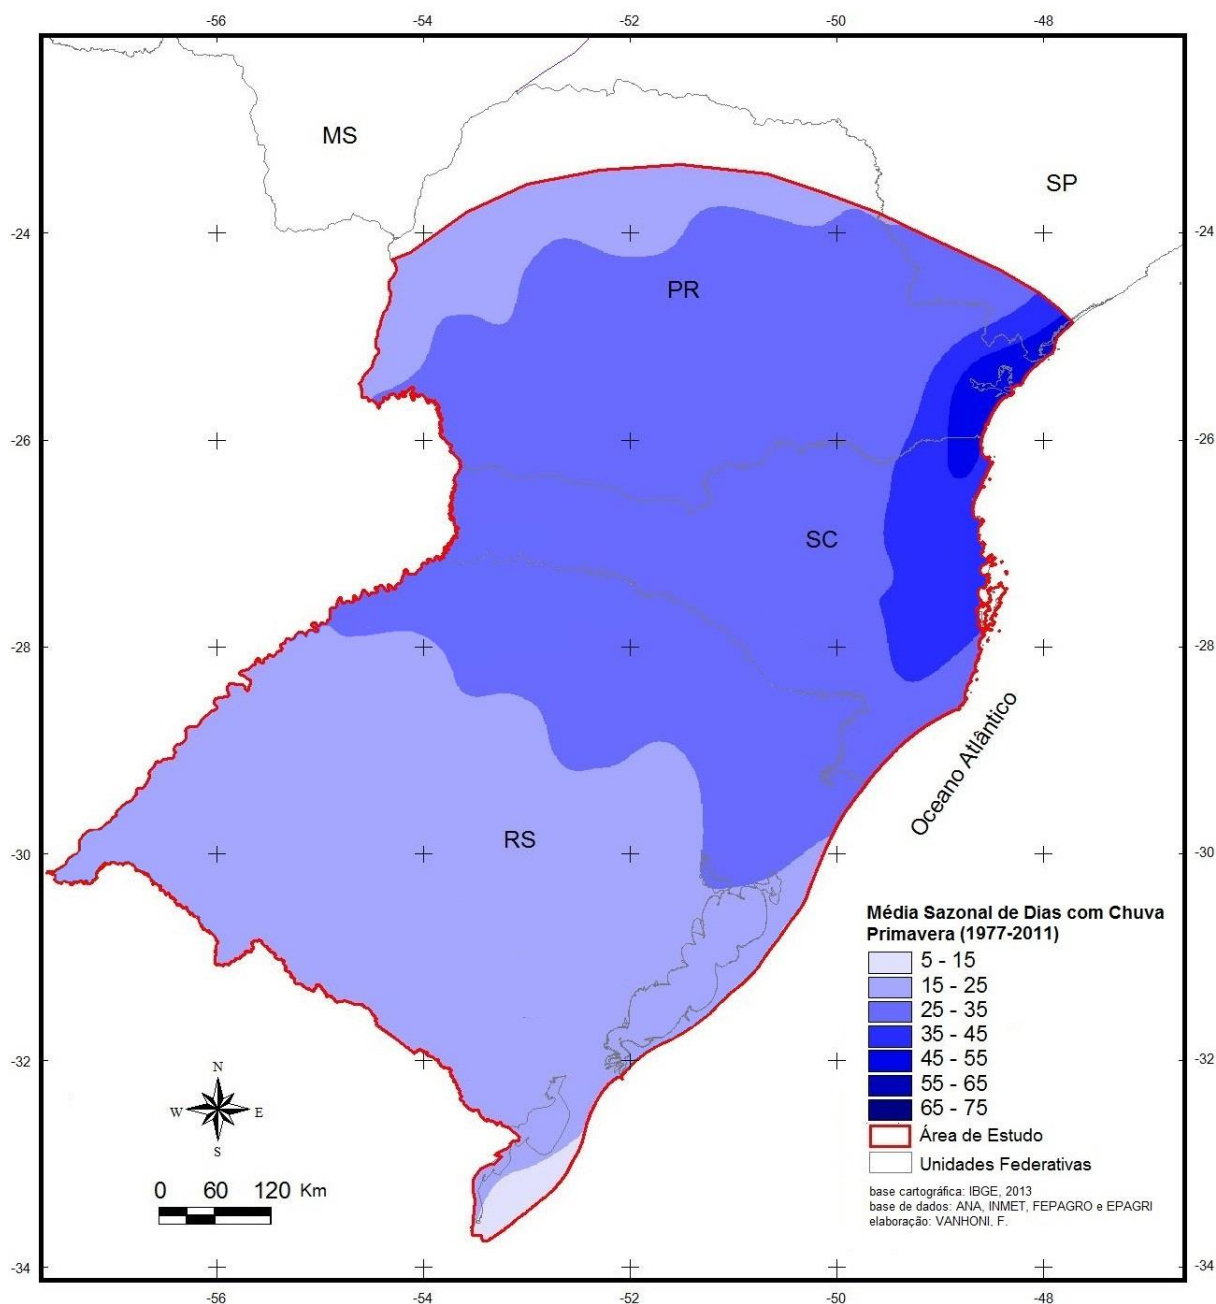 -56 -54 -52 -50 -48
MS
SP
-24 -24
PR
-26 -26
SC
-28 -28
Oceano Atlântico
RS
-30 -30
Média Sazonal de Dias com Chuva
Primavera (1977-2011)
5 - 15
15 - 25
25 - 35
35 - 45
45 - 55
55 - 65
65 - 75
Área de Estudo
Unidades Federativas
base cartográfica: IBGE, 2013
base de dados: ANA, INMET, FEPAGRO e EPAGRI
elaboração: VANHONI, F.
-32 -32
N
W E
S
0 60 120 Km
-34 -34
-56 -54 -52 -50 -48